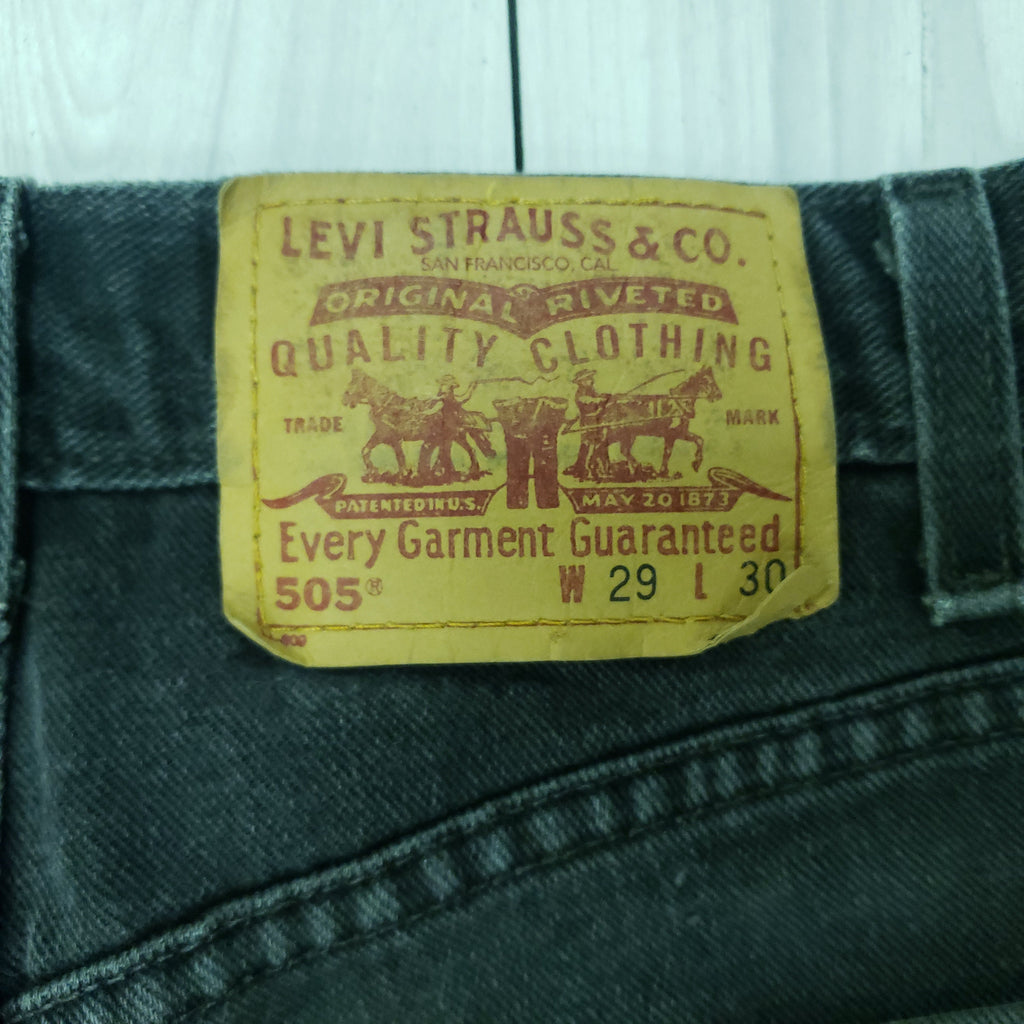 LEVI STRAUSS & CO.
SAN FRANCISCO, CAL
ORIGINAL RIVETED
QUALITY CLOTHING
TRADE MARK
PATENTED IN U.S. MAY 20 1873
Every Garment Guaranteed
505® W 29 L 30